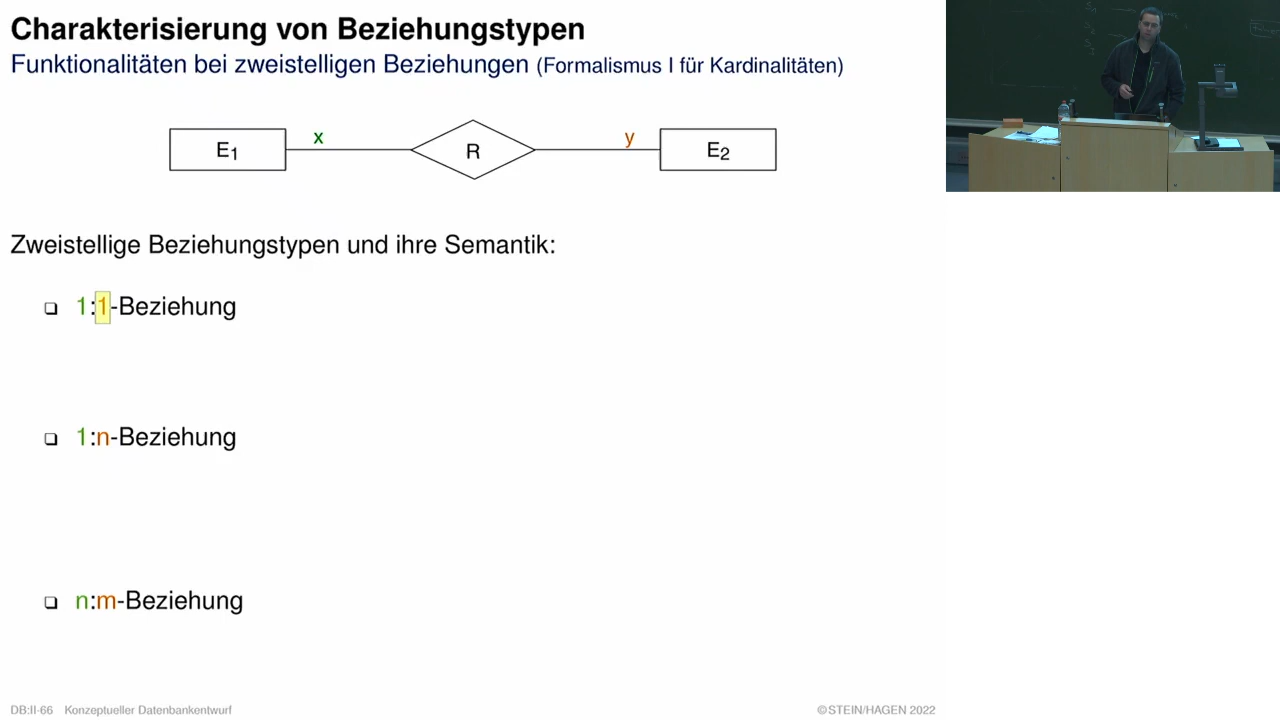 Charakterisierung von Beziehungstypen
Funktionalitäten bei zweistelligen Beziehungen (Formalismus I für Kardinalitäten)
E1 x R y E2
Zweistellige Beziehungstypen und ihre Semantik:
❏ 1:1-Beziehung
❏ 1:n-Beziehung
❏ n:m-Beziehung
DB:II-66 Konzeptueller Datenbankentwurf ©STEIN/HAGEN 2022